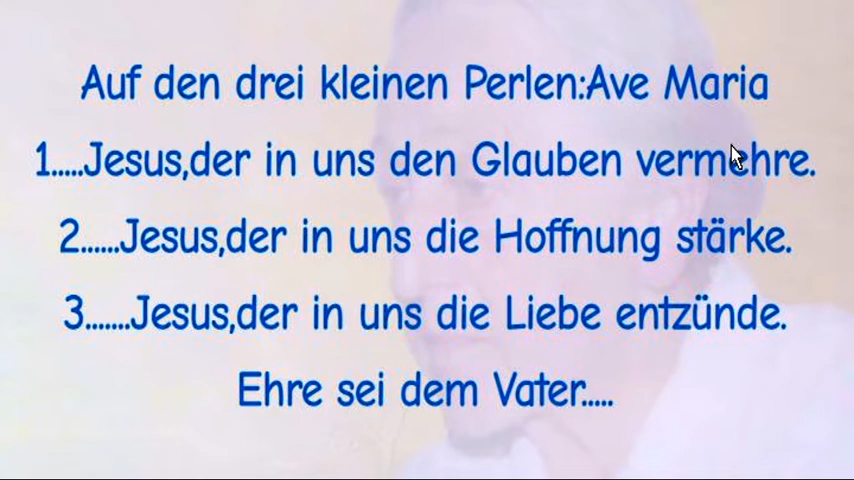 Auf den drei kleinen Perlen:Ave Maria
1.....Jesus,der in uns den Glauben vermehre.
2......Jesus,der in uns die Hoffnung stärke.
3.......Jesus,der in uns die Liebe entzünde.
Ehre sei dem Vater.....